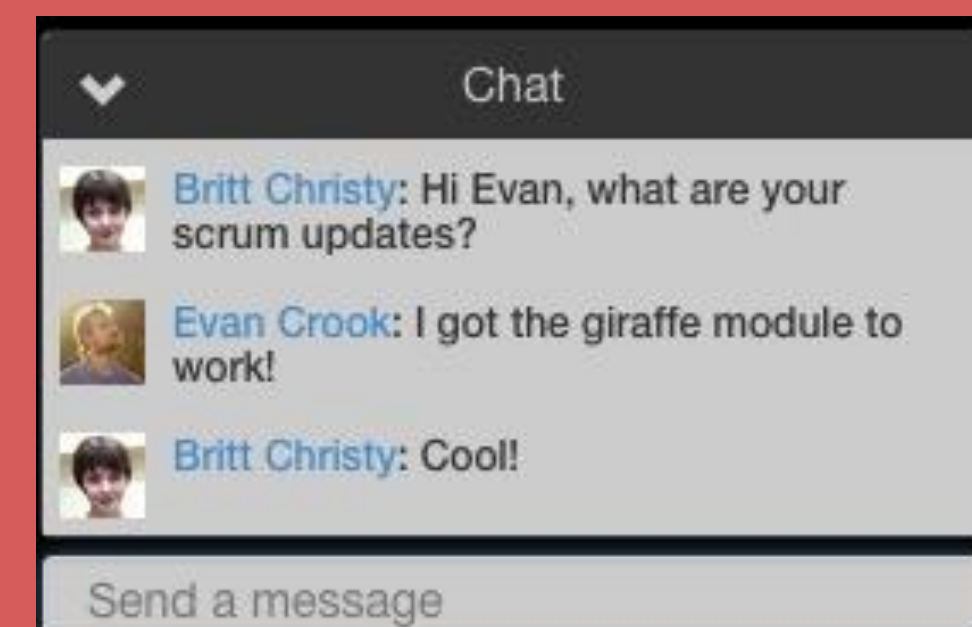 Chat
Britt Christy: Hi Evan, what are your
scrum updates?
Evan Crook: I got the giraffe module to
work!
Britt Christy: Cool!
Send a message